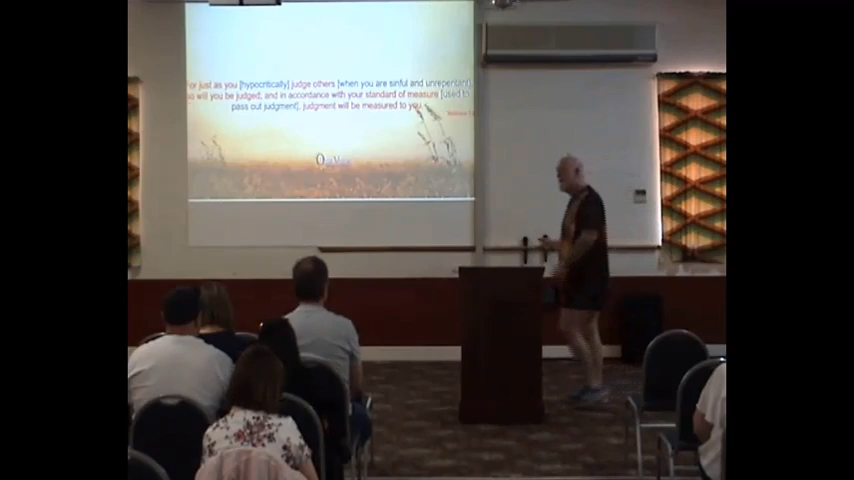 For just as you [hypocritically] judge others [when you are sinful and unrepentant],
so will you be judged; and in accordance with your standard of measure [used to
pass out judgment], judgment will be measured to you.